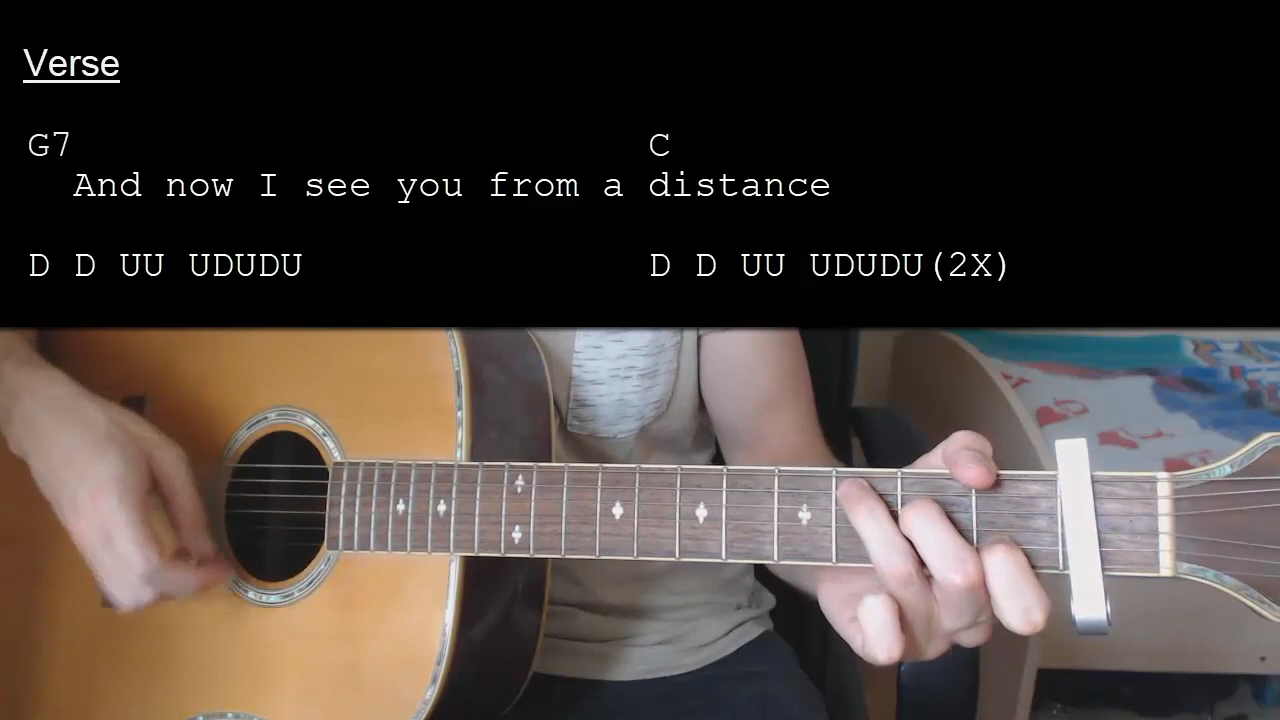 Verse
G7 C
And now I see you from a distance
D D UU UDUDU D D UU UDUDU(2X)